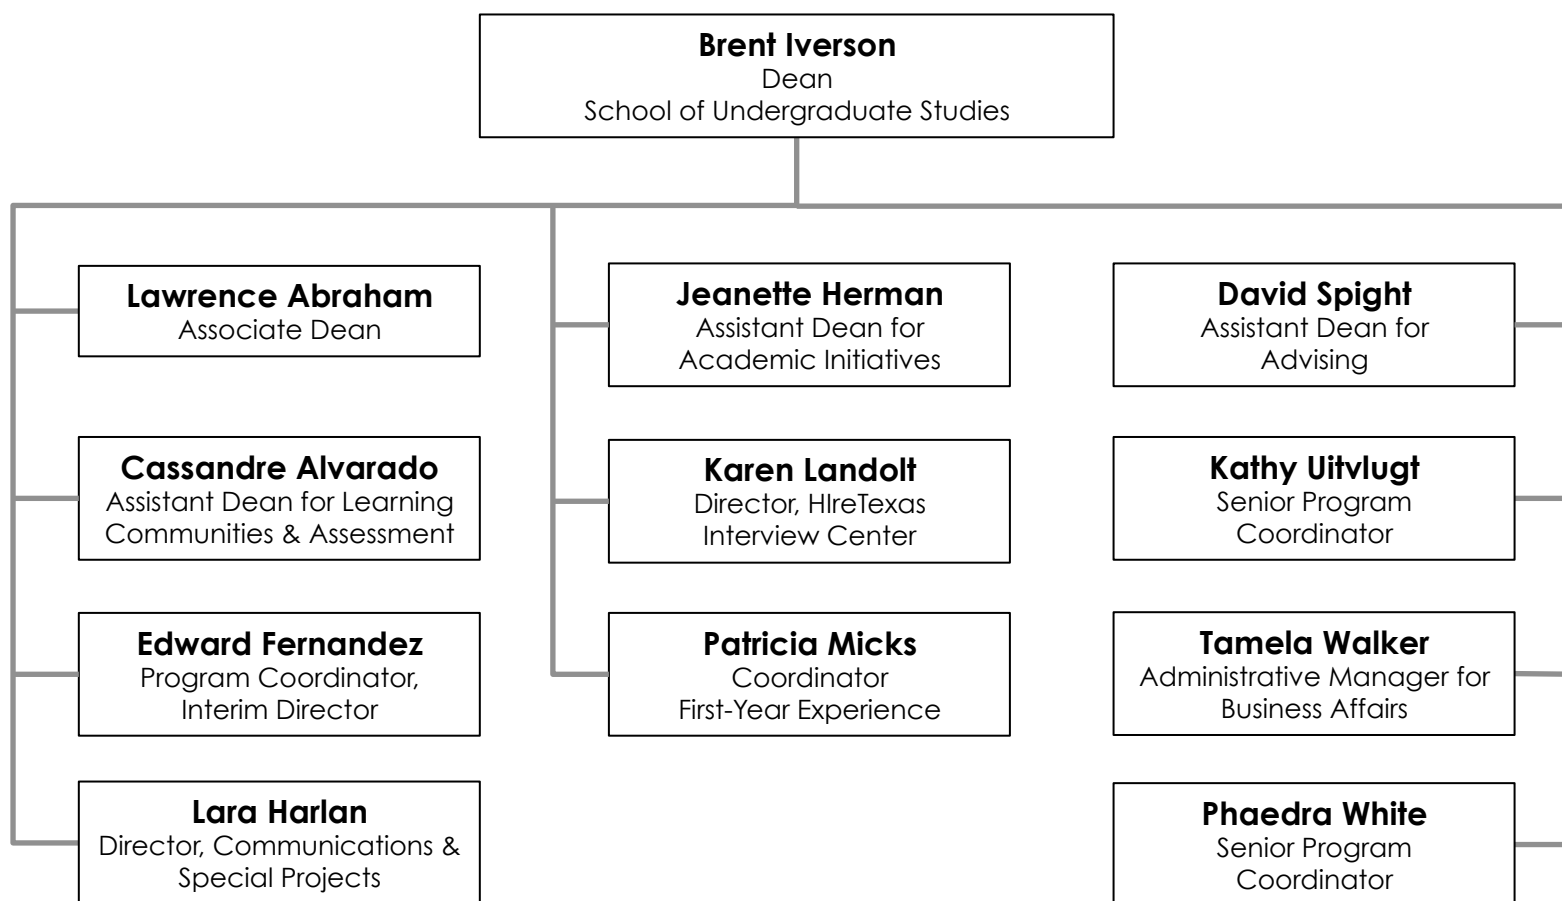 Brent Iverson
Dean
School of Undergraduate Studies
Lawrence Abraham
Associate Dean
Cassandre Alvarado
Assistant Dean for Learning
Communities & Assessment
Edward Fernandez
Program Coordinator,
Interim Director
Lara Harlan
Director, Communications &
Special Projects
Jeanette Herman
Assistant Dean for
Academic Initiatives
Karen Landolt
Director, HIreTexas
Interview Center
Patricia Micks
Coordinator
First-Year Experience
David Spight
Assistant Dean for
Advising
Kathy Uitvlugt
Senior Program
Coordinator
Tamela Walker
Administrative Manager for
Business Affairs
Phaedra White
Senior Program
Coordinator